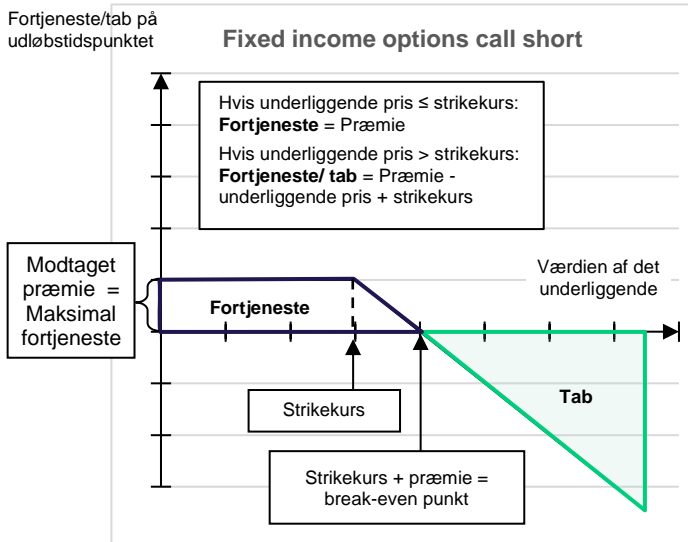 Fortjeneste/tab på
udløbstidspunktet
Fixed income options call short
Hvis underliggende pris ≤ strikekurs:
Fortjeneste = Præmie
Hvis underliggende pris > strikekurs:
Fortjeneste/ tab = Præmie -
underliggende pris + strikekurs
Modtaget
præmie =
Maksimal
fortjeneste
Værdien af det
underliggende
Fortjeneste
Tab
Strikekurs
Strikekurs + præmie =
break-even punkt